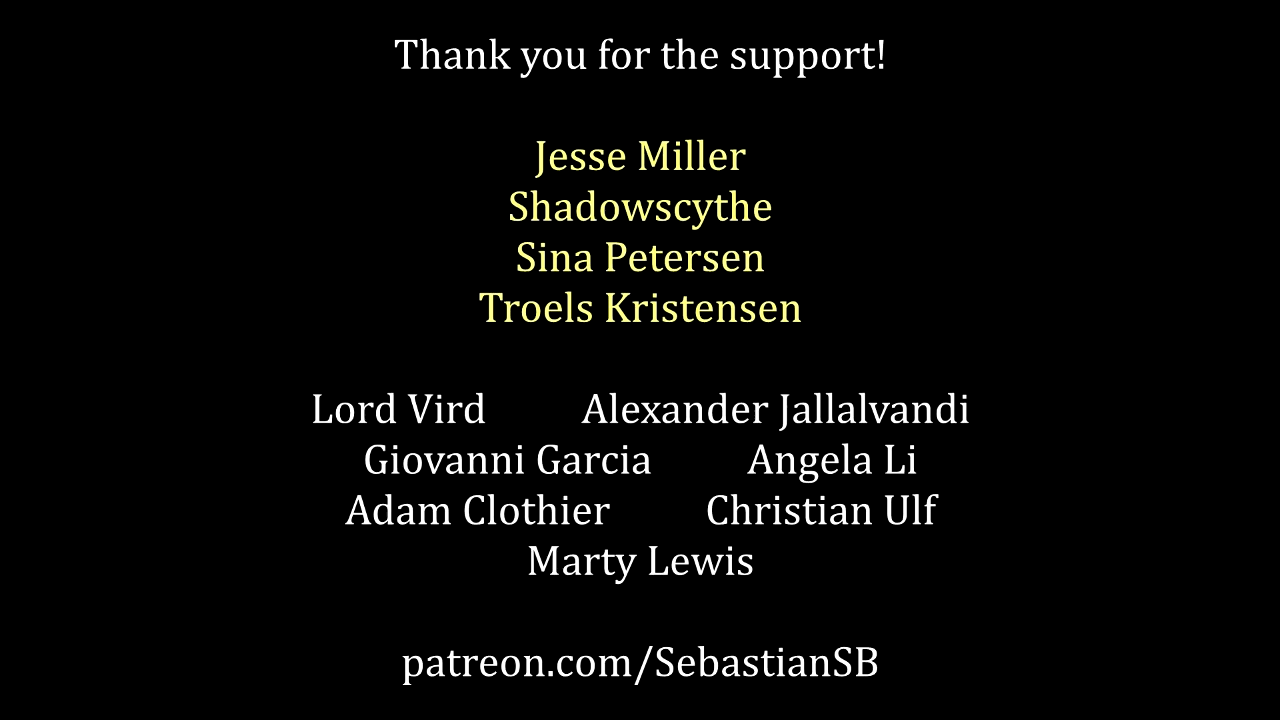 Thank you for the support!
Jesse Miller
Shadowscythe
Sina Petersen
Troels Kristensen
Lord Vird Alexander Jallalvandi
Giovanni Garcia Angela Li
Adam Clothier Christian Ulf
Marty Lewis
patreon.com/SebastianSB